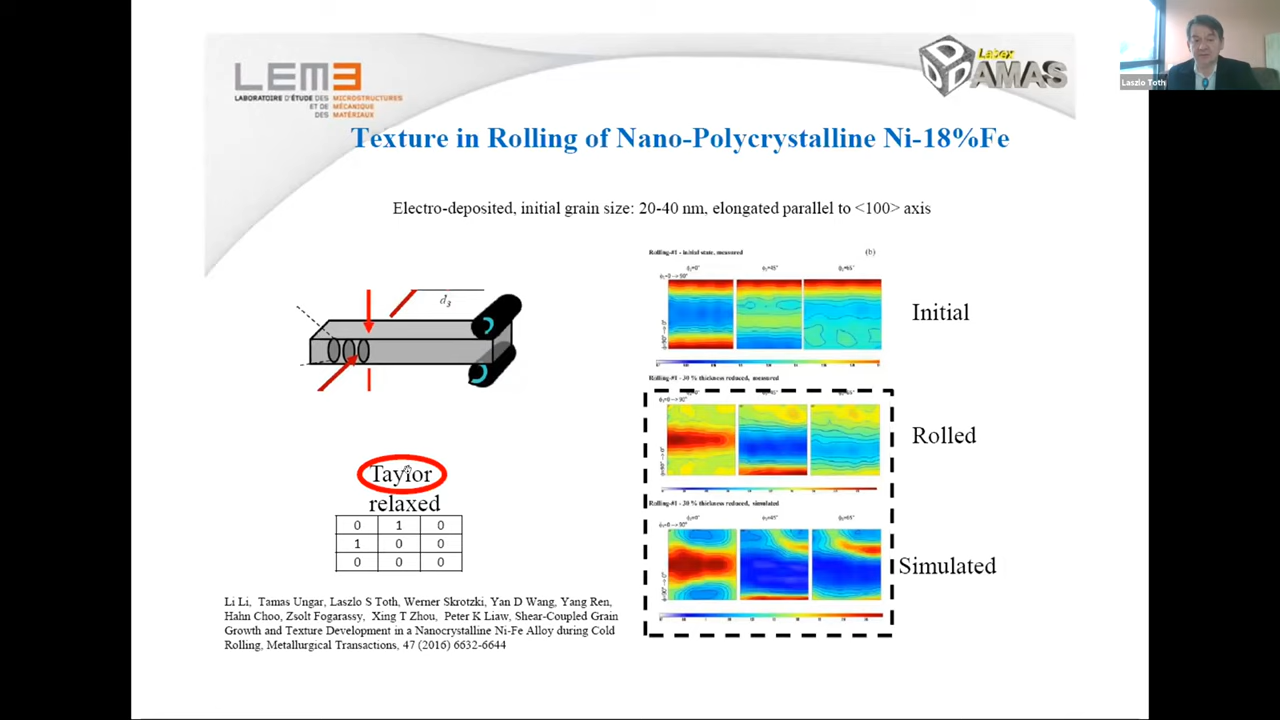 LEM3
LABORATOIRE D'ÉTUDE DES MICROSTRUCTURES
ET DE MÉCANIQUE
DES MATÉRIAUX
Labex
DAMAS
Laszlo Toth
Texture in Rolling of Nano-Polycrystalline Ni-18%Fe
Electro-deposited, initial grain size: 20-40 nm, elongated parallel to <100> axis
d3
Taylor
relaxed
0 1 0
1 0 0
0 0 0
Li Li, Tamas Ungar, Laszlo S Toth, Werner Skrotzki, Yan D Wang, Yang Ren,
Hahn Choo, Zsolt Fogarassy, Xing T Zhou, Peter K Liaw, Shear-Coupled Grain
Growth and Texture Development in a Nanocrystalline Ni-Fe Alloy during Cold
Rolling, Metallurgical Transactions, 47 (2016) 6632-6644
Rolling-#1 - initial state, measured
(b)
Initial
Rolling-#1 - 30 % thickness reduced, measured
Rolled
Rolling-#1 - 30 % thickness reduced, simulated
Simulated